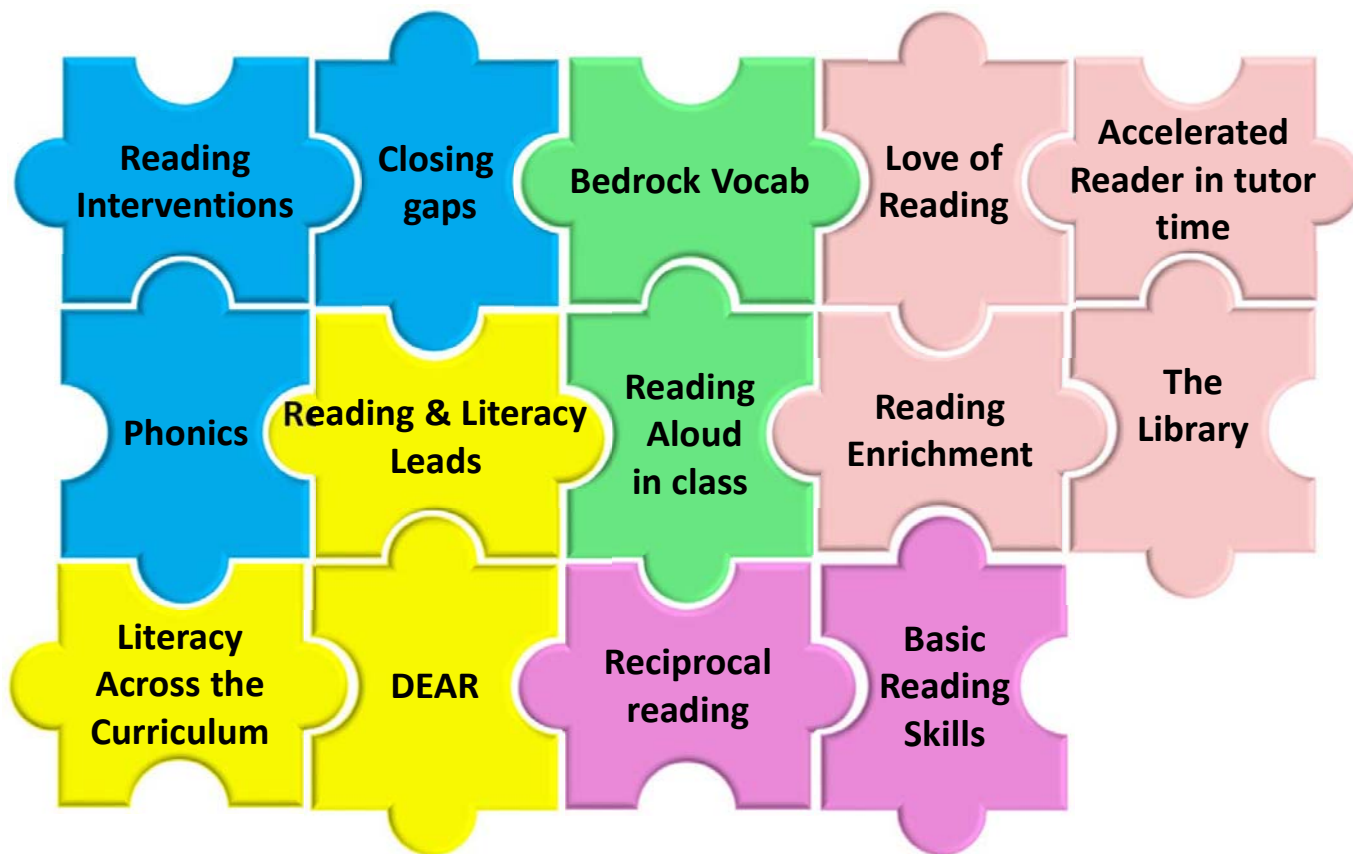 Reading
Interventions
Closing
gaps
Bedrock Vocab
Love of
Reading
Accelerated
Reader in tutor
time
Phonics
Reading & Literacy
Leads
Reading
Aloud
in class
Reading
Enrichment
The
Library
Literacy
Across the
Curriculum
DEAR
Reciprocal
reading
Basic
Reading
Skills